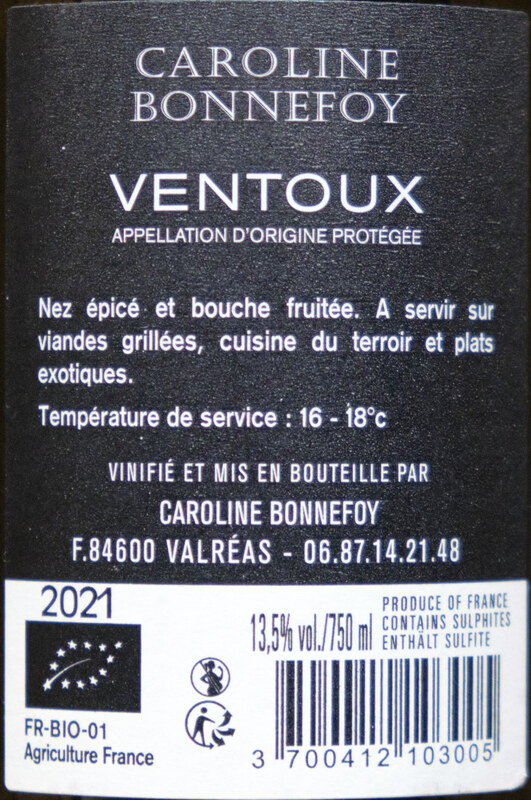 CAROLINE
BONNEFOY
VENTOUX
APPELLATION D'ORIGINE PROTÉGÉE
Nez épicé et bouche fruitée. A servir sur
viandes grillées, cuisine du terroir et plats
exotiques.
Température de service : 16 - 18°c
VINIFIÉ ET MIS EN BOUTEILLE PAR
CAROLINE BONNEFOY
F.84600 VALRÉAS - 06.87.14.21.48
2021
13,5% vol./750 ml
PRODUCE OF FRANCE
CONTAINS SULPHITES
ENTHÄLT SULFITE
FR-BIO-01
Agriculture France
3 700412 103005